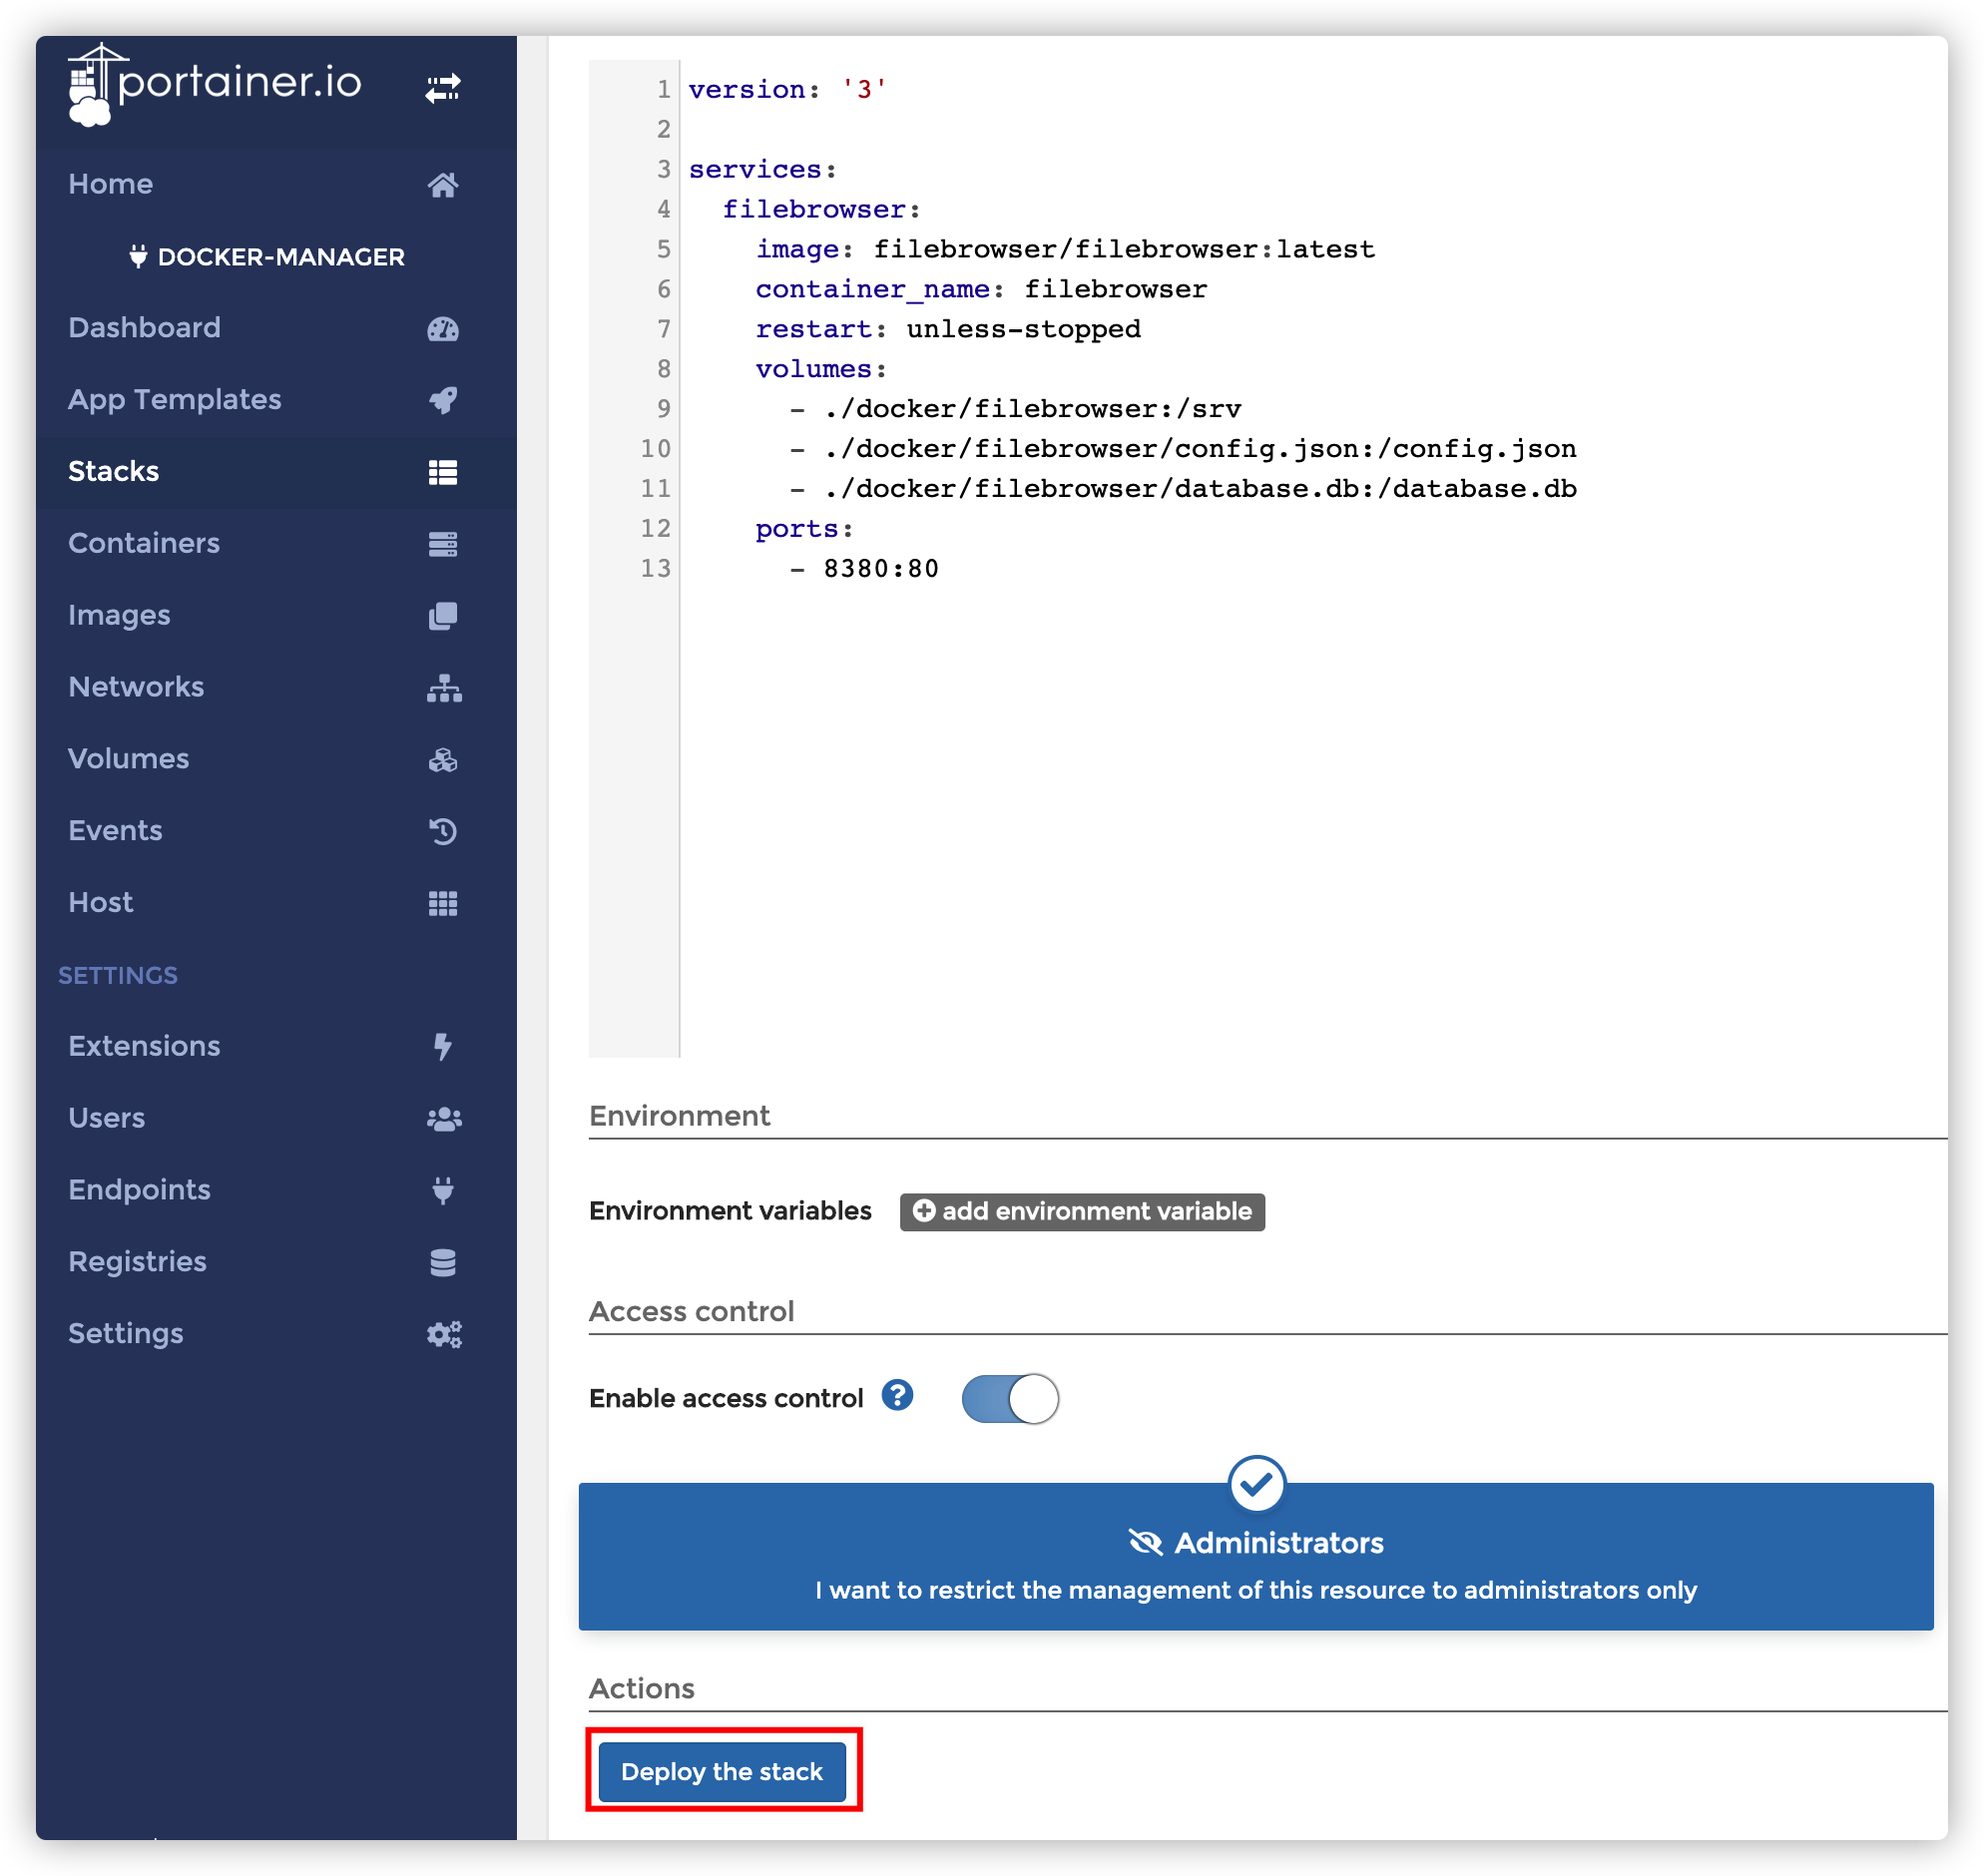 portainer.io
Home
DOCKER-MANAGER
Dashboard
App Templates
Stacks
Containers
Images
Networks
Volumes
Events
Host
SETTINGS
Extensions
Users
Endpoints
Registries
Settings
1 version: '3'
2
3 services:
4 filebrowser:
5 image: filebrowser/filebrowser:latest
6 container_name: filebrowser
7 restart: unless-stopped
8 volumes:
9 - ./docker/filebrowser:/srv
10 - ./docker/filebrowser/config.json:/config.json
11 - ./docker/filebrowser/database.db:/database.db
12 ports:
13 - 8380:80
Environment
Environment variables add environment variable
Access control
Enable access control ?
Administrators
I want to restrict the management of this resource to administrators only
Actions
Deploy the stack